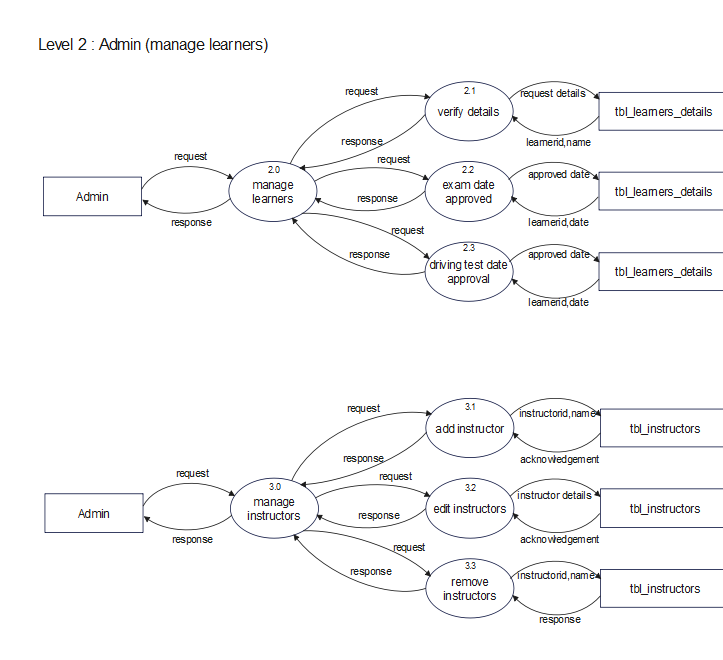 Level 2 : Admin (manage learners)
request
2.1
verify details
request details
tbl_learners_details
response
learnerid,name
request
2.0
manage
learners
Admin
response
request
2.2
exam date
approved
approved date
tbl_learners_details
response
learnerid,date
request
2.3
driving test date
approval
approved date
tbl_learners_details
response
learnerid,date
request
3.1
add instructor
instructorid,name
tbl_instructors
response
acknowledgement
request
3.0
manage
instructors
Admin
response
request
3.2
edit instructors
instructor details
tbl_instructors
response
acknowledgement
request
3.3
remove
instructors
instructorid,name
tbl_instructors
response
response